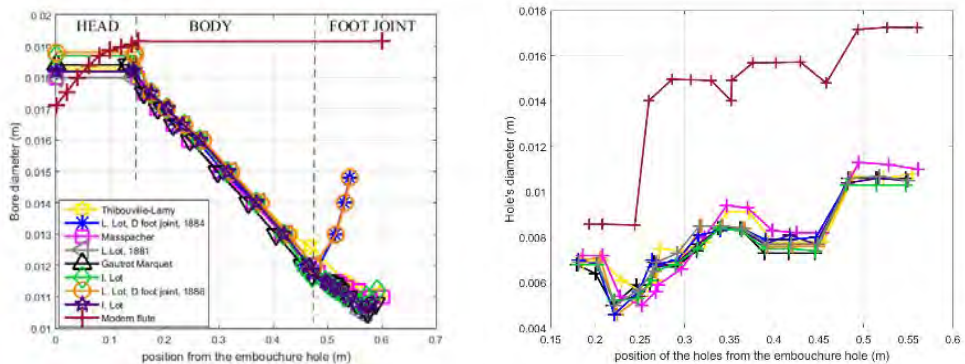 HEAD BODY FOOT JOINT
0.02
0.019
0.018
0.017
0.016
0.015
0.014
0.013
0.012
0.011
0.01
Bore diameter (m)
Thibouville-Lamy
L. Lot, D foot joint, 1884
Masspacher
L.Lot, 1881
Gautrot Marquet
I. Lot
L. Lot, D foot joint, 1886
I. Lot
Modern flute
0 0.1 0.2 0.3 0.4 0.5 0.6 0.7
position from the embouchure hole (m)
0.018
0.016
0.014
0.012
0.01
0.008
0.006
0.004
Hole's diameter (m)
0.15 0.2 0.25 0.3 0.35 0.4 0.45 0.5 0.55 0.6
position of the holes from the embouchure hole (m)